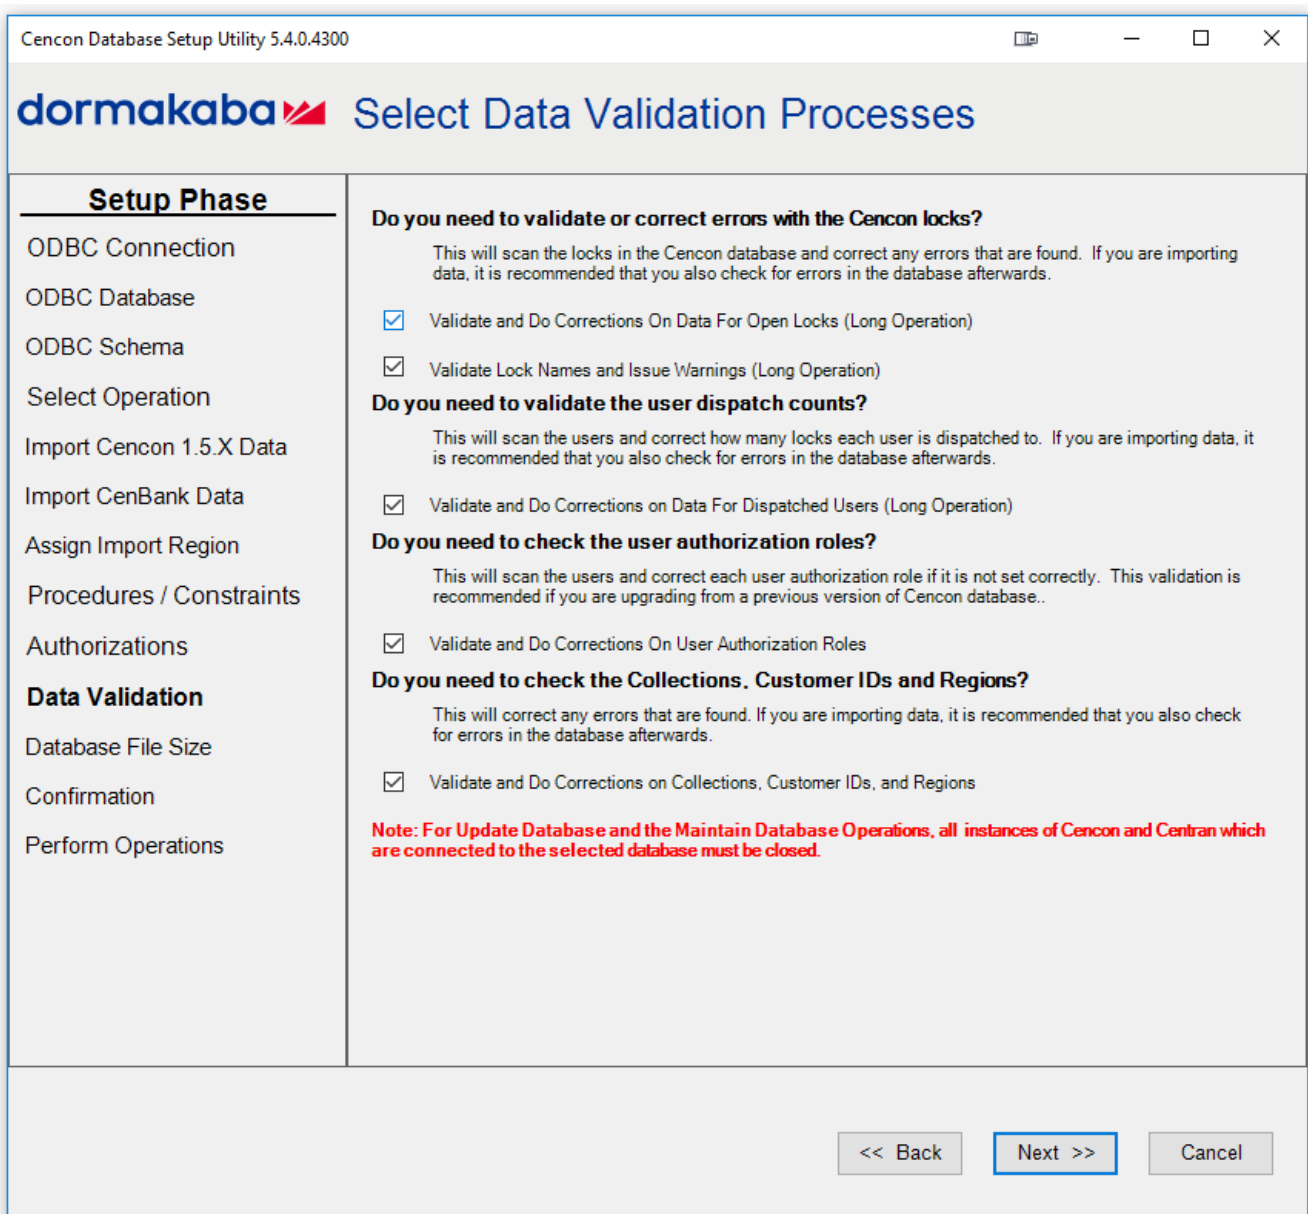 Cencon Database Setup Utility 5.4.0.4300
dormakaba Select Data Validation Processes
Setup Phase
ODBC Connection
ODBC Database
ODBC Schema
Select Operation
Import Cencon 1.5.X Data
Import CenBank Data
Assign Import Region
Procedures / Constraints
Authorizations
Data Validation
Database File Size
Confirmation
Perform Operations
Do you need to validate or correct errors with the Cencon locks?
This will scan the locks in the Cencon database and correct any errors that are found. If you are importing
data, it is recommended that you also check for errors in the database afterwards.
Validate and Do Corrections On Data For Open Locks (Long Operation)
Validate Lock Names and Issue Warnings (Long Operation)
Do you need to validate the user dispatch counts?
This will scan the users and correct how many locks each user is dispatched to. If you are importing data, it
is recommended that you also check for errors in the database afterwards.
Validate and Do Corrections on Data For Dispatched Users (Long Operation)
Do you need to check the user authorization roles?
This will scan the users and correct each user authorization role if it is not set correctly. This validation is
recommended if you are upgrading from a previous version of Cencon database..
Validate and Do Corrections On User Authorization Roles
Do you need to check the Collections, Customer IDs and Regions?
This will correct any errors that are found. If you are importing data, it is recommended that you also check
for errors in the database afterwards.
Validate and Do Corrections on Collections, Customer IDs, and Regions
Note: For Update Database and the Maintain Database Operations, all instances of Cencon and Centran which
are connected to the selected database must be closed.
<< Back
Next >>
Cancel